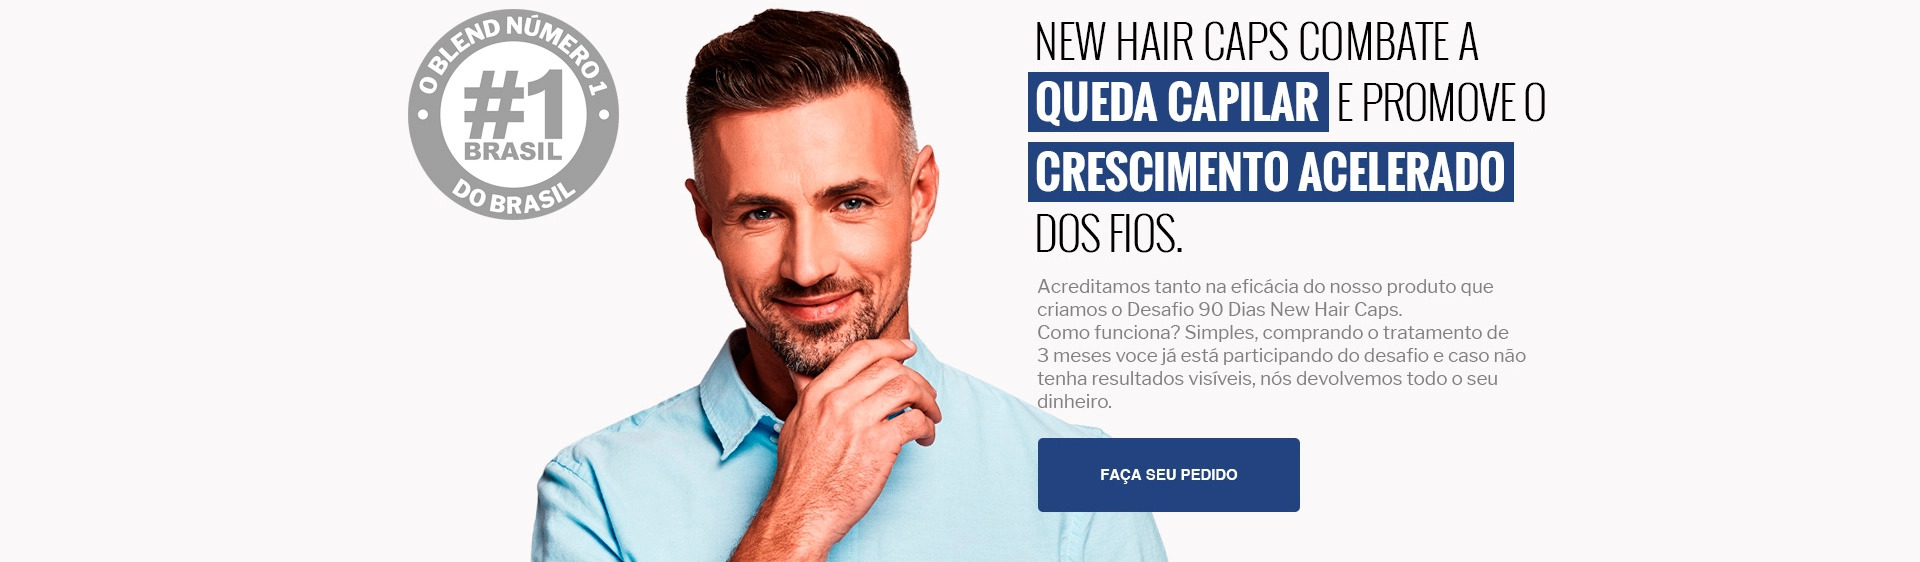 O BLEND NÚMERO 1
#1
BRASIL
DO BRASIL
NEW HAIR CAPS COMBATE A
QUEDA CAPILAR E PROMOVE O
CRESCIMENTO ACELERADO
DOS FIOS.
Acreditamos tanto na eficácia do nosso produto que
criamos o Desafio 90 Dias New Hair Caps.
Como funciona? Simples, comprando o tratamento de
3 meses voce já está participando do desafio e caso não
tenha resultados visíveis, nós devolvemos todo o seu
dinheiro.
FAÇA SEU PEDIDO